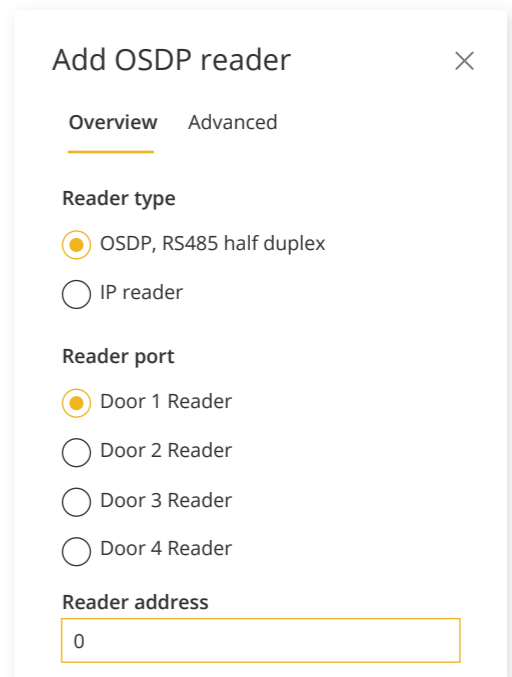 Add OSDP reader
Overview Advanced
Reader type
OSDP, RS485 half duplex
IP reader
Reader port
Door 1 Reader
Door 2 Reader
Door 3 Reader
Door 4 Reader
Reader address
0